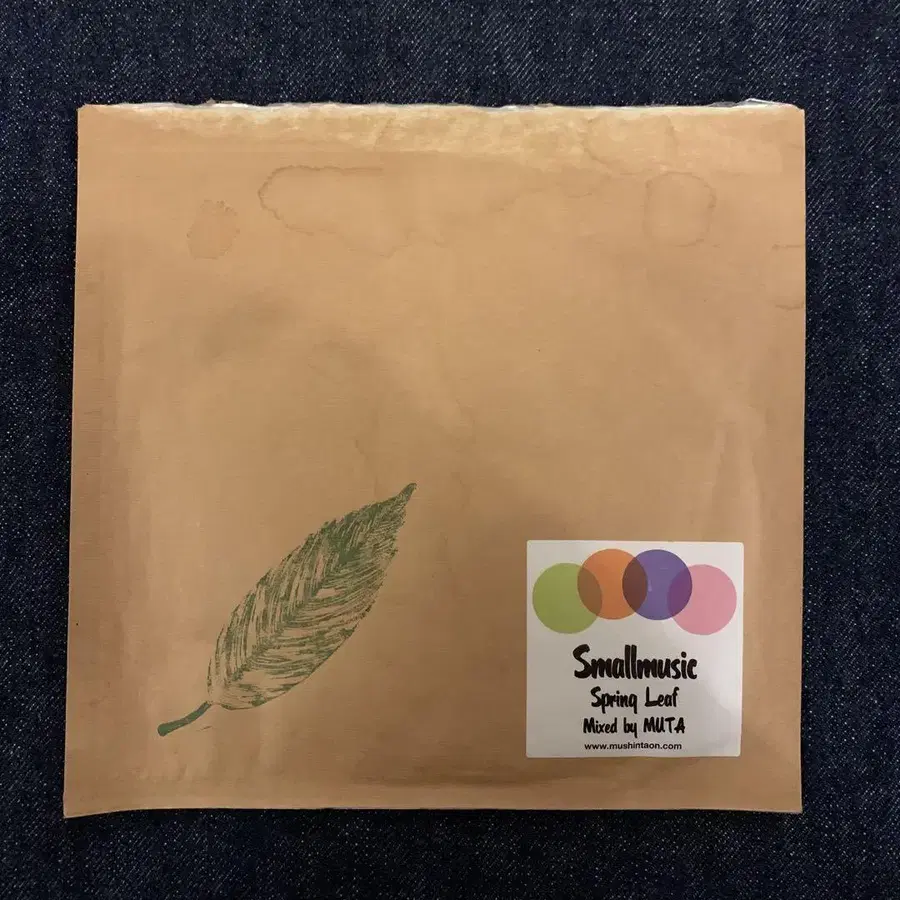 Smallmusic
Spring Leaf
Mixed by MUTA
www.mushintaon.com